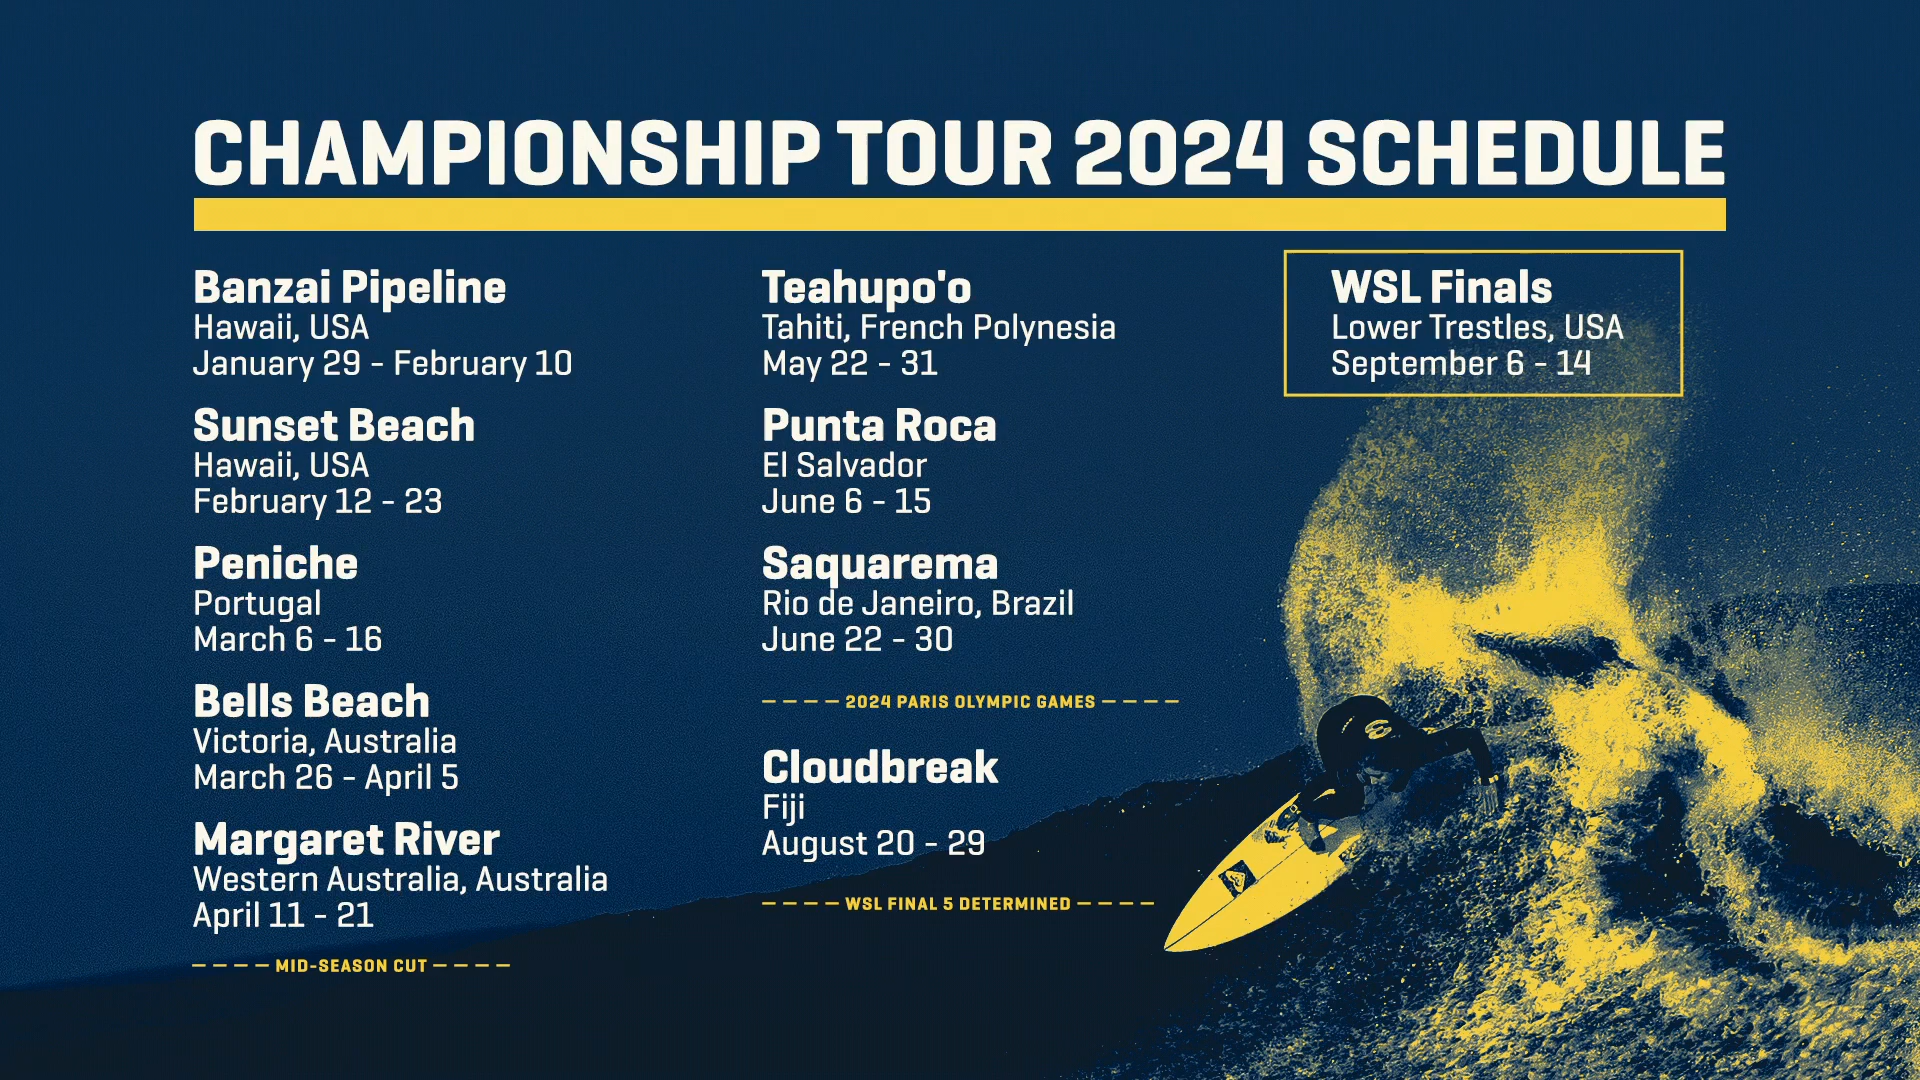 CHAMPIONSHIP TOUR 2024 SCHEDULE
Banzai Pipeline
Hawaii, USA
January 29 - February 10
Sunset Beach
Hawaii, USA
February 12 - 23
Peniche
Portugal
March 6 - 16
Bells Beach
Victoria, Australia
March 26 - April 5
Margaret River
Western Australia, Australia
April 11 - 21
MID-SEASON CUT
Teahupo'o
Tahiti, French Polynesia
May 22 - 31
Punta Roca
El Salvador
June 6 - 15
Saquarema
Rio de Janeiro, Brazil
June 22 - 30
2024 PARIS OLYMPIC GAMES
Cloudbreak
Fiji
August 20 - 29
WSL FINAL 5 DETERMINED
WSL Finals
Lower Trestles, USA
September 6 - 14